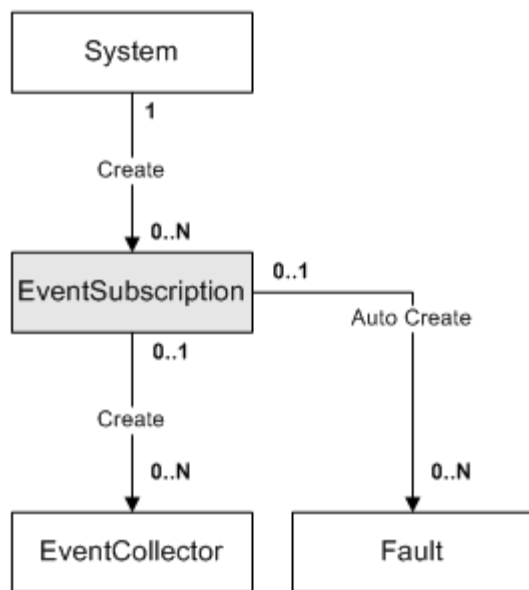 System
1
Create
0..N
EventSubscription
0..1
0..1
Auto Create
Create
0..N
0..N
EventCollector
Fault